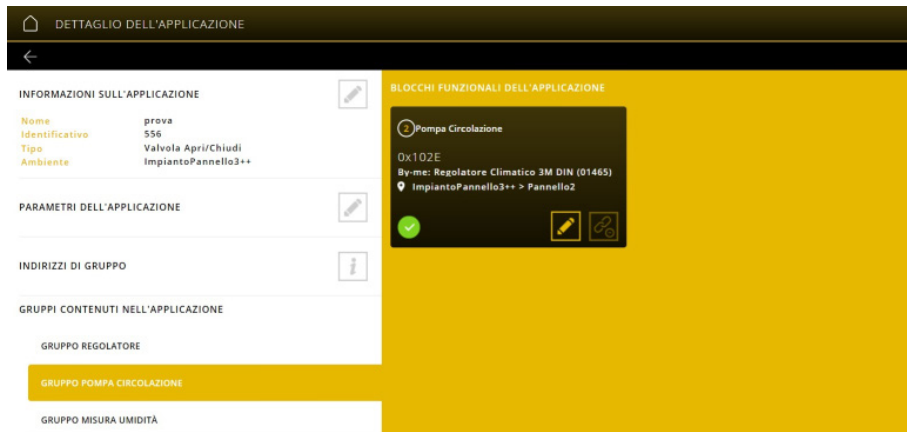 DETTAGLIO DELL'APPLICAZIONE
INFORMAZIONI SULL'APPLICAZIONE
Nome prova
Identificativo 556
Tipo Valvola Apri/Chiudi
Ambiente ImpiantoPannello3++
PARAMETRI DELL'APPLICAZIONE
INDIRIZZI DI GRUPPO
i
GRUPPI CONTENUTI NELL'APPLICAZIONE
GRUPPO REGOLATORE
GRUPPO POMPA CIRCOLAZIONE
GRUPPO MISURA UMIDITÀ
BLOCCHI FUNZIONALI DELL'APPLICAZIONE
2 Pompa Circolazione
0x102E
By-me: Regolatore Climatico 3M DIN (01465)
ImpiantoPannello3++ > Pannello2